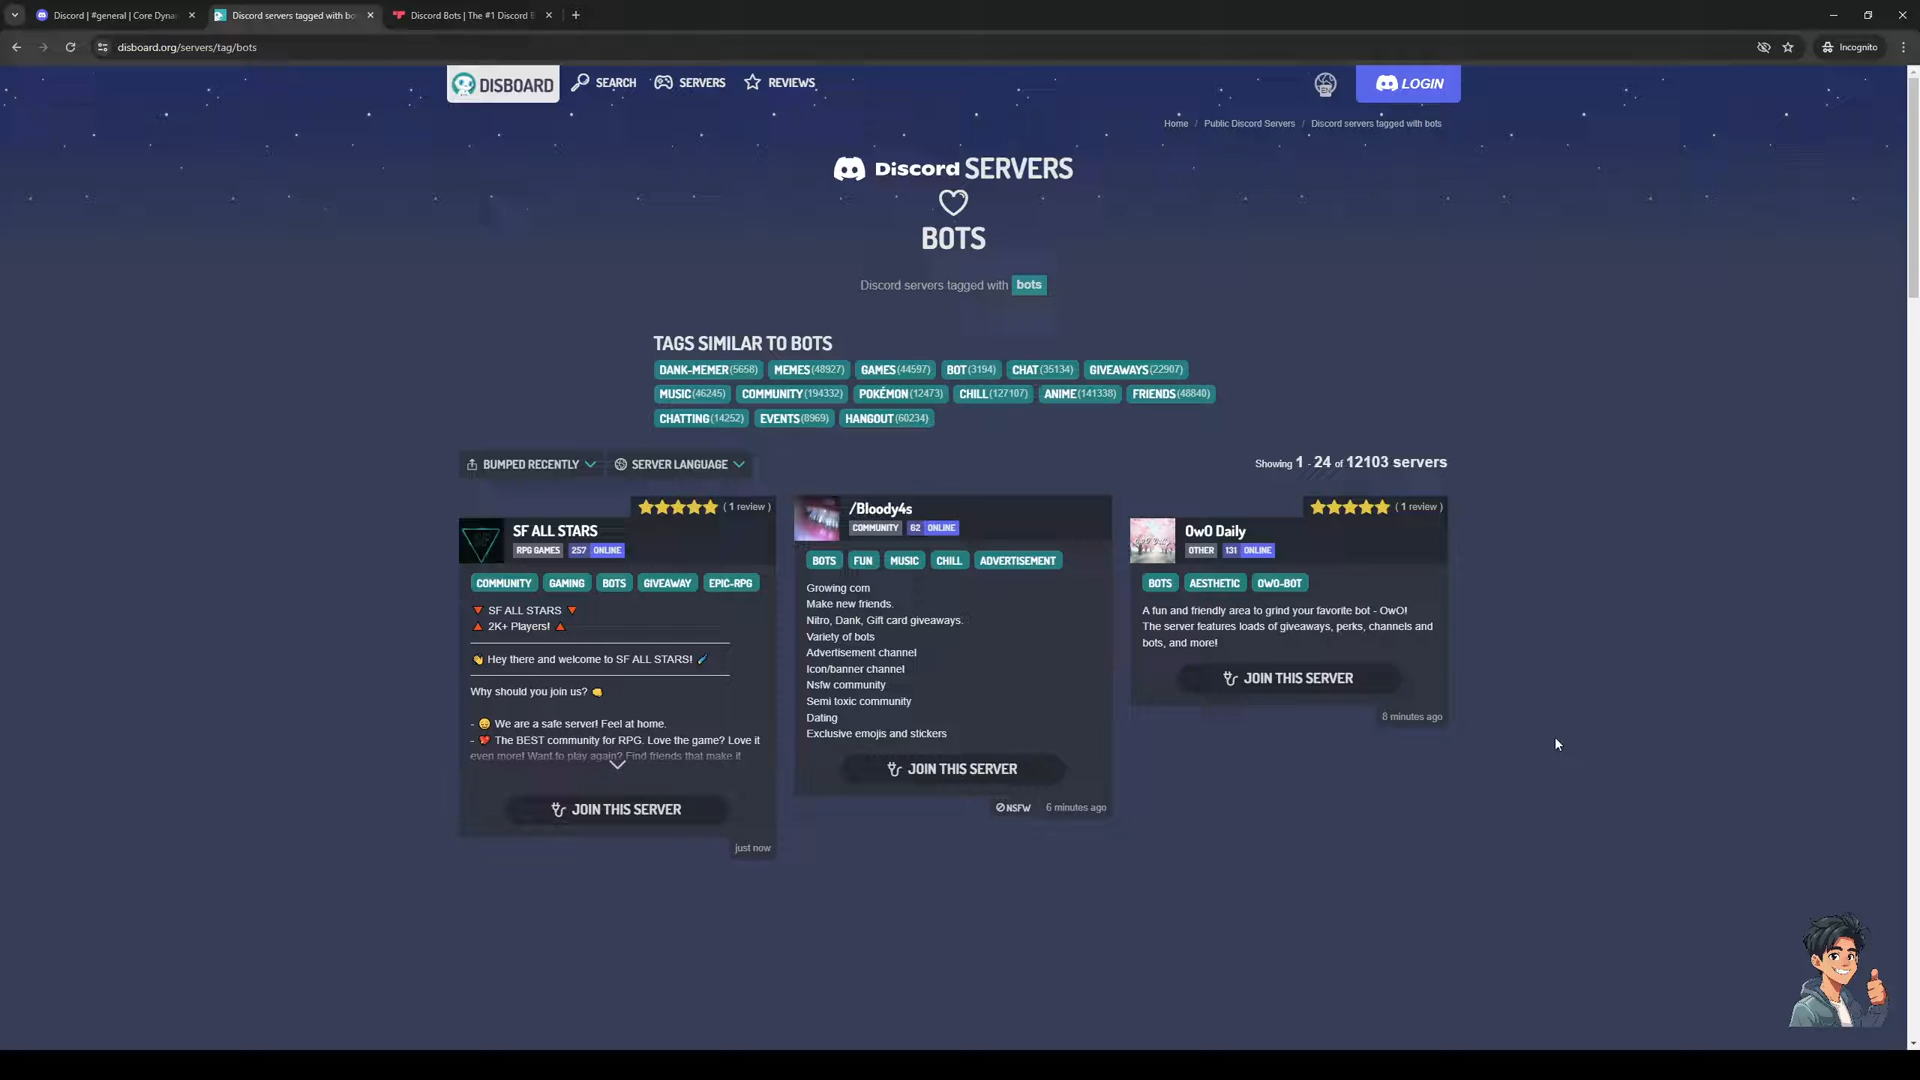 Discord | #general | Core Dyna
Discord servers tagged with bo
Discord Bots | The #1 Discord B
disboard.org/servers/tag/bots
Incognito
DISBOARD
SEARCH
SERVERS
REVIEWS
EN
LOGIN
Home / Public Discord Servers / Discord servers tagged with bots
Discord SERVERS
BOTS
Discord servers tagged with bots
TAGS SIMILAR TO BOTS
DANK-MEMER(5658) MEMES(48927) GAMES(44597) BOT(3194) CHAT(35134) GIVEAWAYS(22907)
MUSIC(46245) COMMUNITY(194332) POKÉMON(12473) CHILL(127107) ANIME(141338) FRIENDS(48840)
CHATTING(14252) EVENTS(8969) HANGOUT(60234)
BUMPED RECENTLY
SERVER LANGUAGE
Showing 1 - 24 of 12103 servers
( 1 review )
SF ALL STARS
RPG GAMES 257 ONLINE
COMMUNITY GAMING BOTS GIVEAWAY EPIC-RPG
SF ALL STARS
2K+ Players!
Hey there and welcome to SF ALL STARS!
Why should you join us?
- We are a safe server! Feel at home.
- The BEST community for RPG. Love the game? Love it
even more! Want to play again? Find friends that make it
JOIN THIS SERVER
just now
/Bloody4s
COMMUNITY 62 ONLINE
BOTS FUN MUSIC CHILL ADVERTISEMENT
Growing com
Make new friends.
Nitro, Dank, Gift card giveaways.
Variety of bots
Advertisement channel
Icon/banner channel
Nsfw community
Semi toxic community
Dating
Exclusive emojis and stickers
JOIN THIS SERVER
NSFW 6 minutes ago
( 1 review )
OwO Daily
OTHER 131 ONLINE
BOTS AESTHETIC OWO-BOT
A fun and friendly area to grind your favorite bot - OwO!
The server features loads of giveaways, perks, channels and
bots, and more!
JOIN THIS SERVER
8 minutes ago